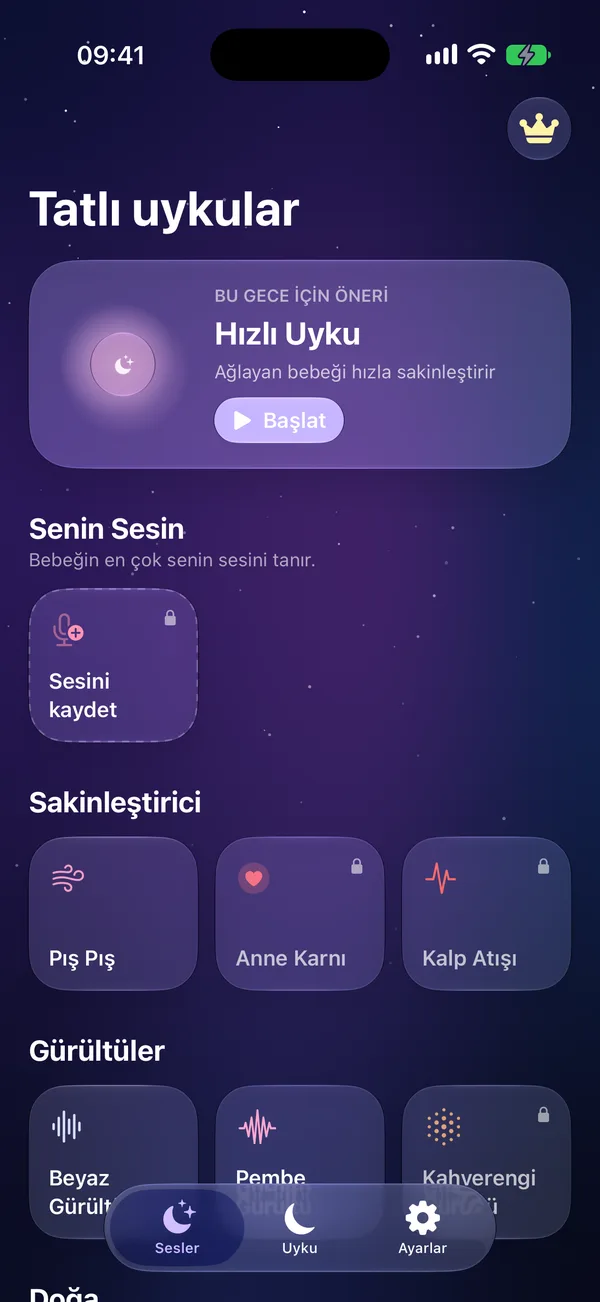 09:41
Tatlı uykular
BU GECE İÇİN ÖNERİ
Hızlı Uyku
Ağlayan bebeği hızla sakinleştirir
Başlat
Senin Sesin
Bebeğin en çok senin sesini tanır.
Sesini
kaydet
Sakinleştirici
Pış Pış
Anne Karnı
Kalp Atışı
Gürültüler
Beyaz
Pembe
Kahverengi
Sesler
Uyku
Ayarlar
Doğa